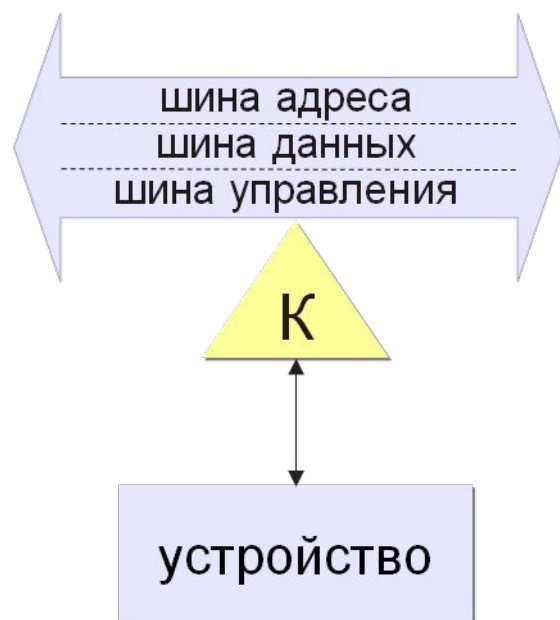 шина адреса
шина данных
шина управления
К
устройство